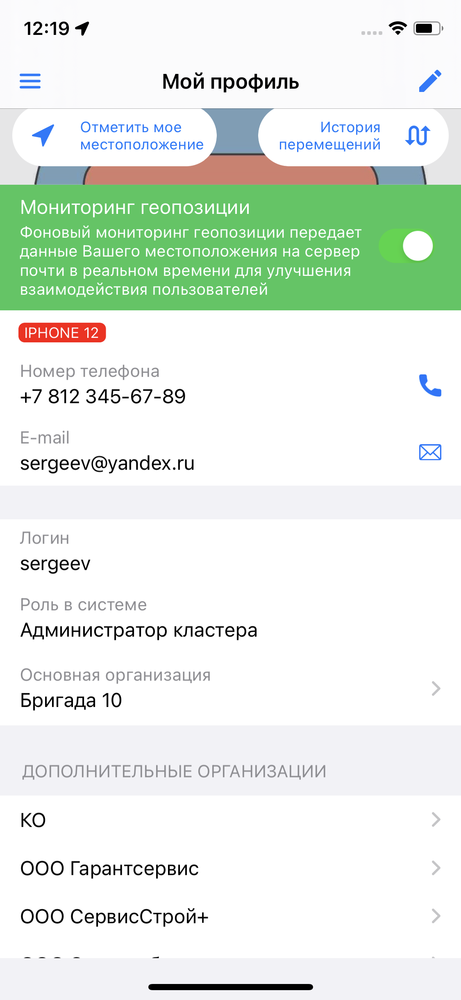 12:19
Мой профиль
Отметить мое
местоположение
История
перемещений
Мониторинг геопозиции
Фоновый мониторинг геопозиции передает
данные Вашего местоположения на сервер
почти в реальном времени для улучшения
взаимодействия пользователей
IPHONE 12
Номер телефона
+7 812 345-67-89
E-mail
sergeev@yandex.ru
Логин
sergeev
Роль в системе
Администратор кластера
Основная организация
Бригада 10
ДОПОЛНИТЕЛЬНЫЕ ОРГАНИЗАЦИИ
КО
ООО Гарантсервис
ООО СервисСтрой+